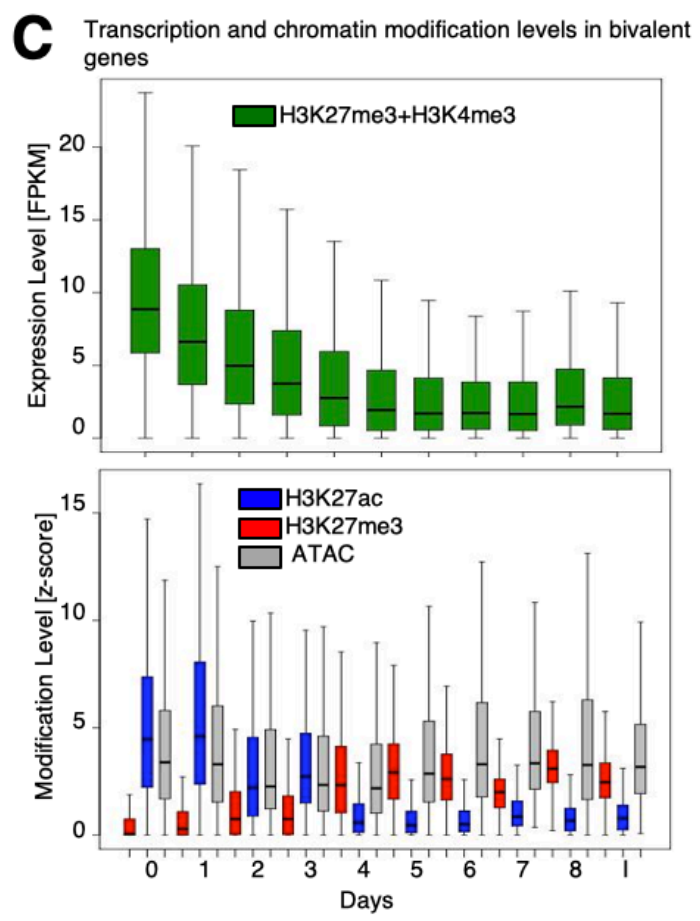 C
Transcription and chromatin modification levels in bivalent
genes
H3K27me3+H3K4me3
Expression Level [FPKM]
20
15
10
5
0
H3K27ac
H3K27me3
ATAC
Modification Level [z-score]
15
10
5
0
0 1 2 3 4 5 6 7 8 I
Days